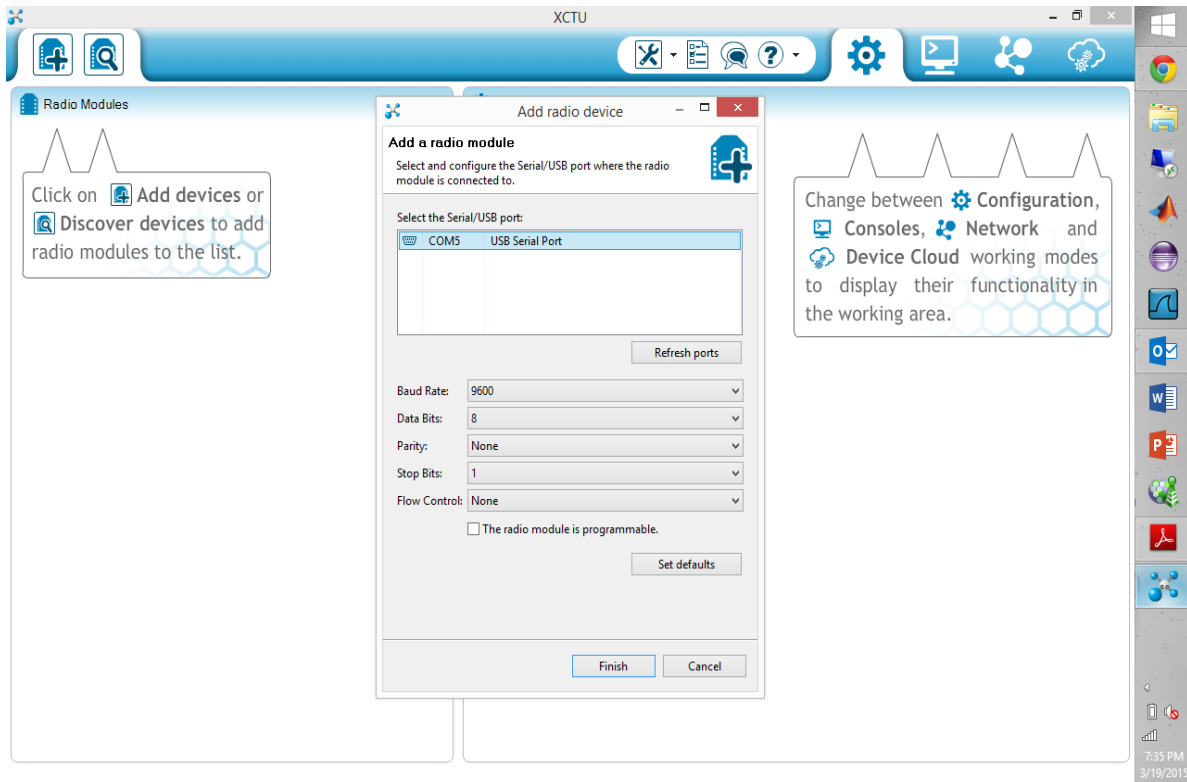 XCTU
Radio Modules
Click on Add devices or
Discover devices to add
radio modules to the list.
Add radio device
Add a radio module
Select and configure the Serial/USB port where the radio
module is connected to.
Select the Serial/USB port:
COM5 USB Serial Port
Refresh ports
Baud Rate: 9600
Data Bits: 8
Parity: None
Stop Bits: 1
Flow Control: None
The radio module is programmable.
Set defaults
Finish Cancel
Change between Configuration,
Consoles, Network and
Device Cloud working modes
to display their functionality in
the working area.
7:35 PM
3/19/2015